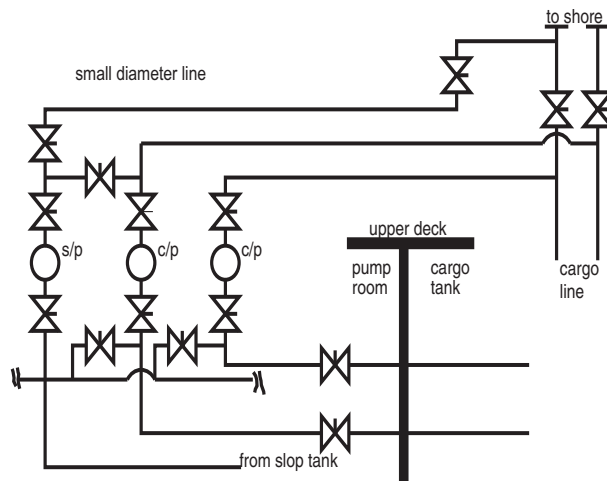 to shore
small diameter line
s/p
c/p
c/p
upper deck
pump
room
cargo
tank
cargo
line
from slop tank